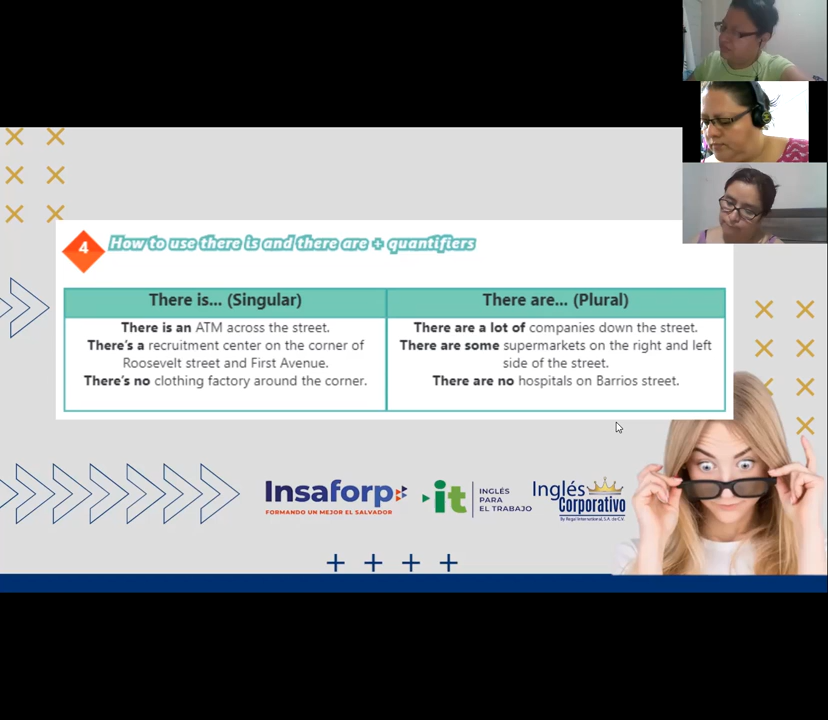 4
How to use there is and there are + quantifiers
There is... (Singular)
There are... (Plural)
There is an ATM across the street.
There's a recruitment center on the corner of
Roosevelt street and First Avenue.
There's no clothing factory around the corner.
There are a lot of companies down the street.
There are some supermarkets on the right and left
side of the street.
There are no hospitals on Barrios street.
Insaforp
FORMANDO UN MEJOR EL SALVADOR
it
INGLÉS
PARA
EL TRABAJO
Inglés
Corporativo
By Rego International, S.A. de C.V.